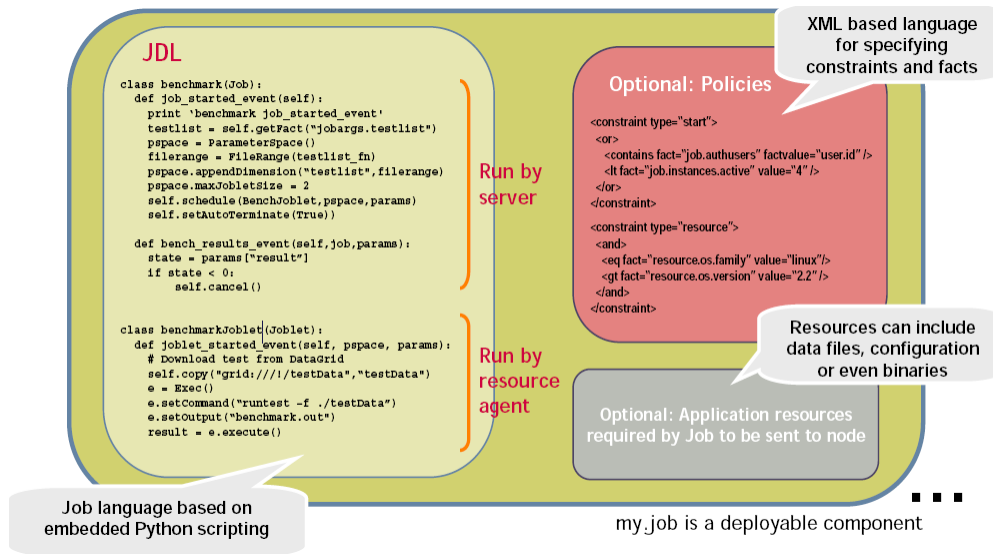 JDL
class benchmark(Job):
def job_started_event(self):
print ‘benchmark job_started_event'
testlist = self.getFact(“jobargs.testlist")
pspace = ParameterSpace()
filerange = FileRange(testlist_fn)
pspace.appendDimension(“testlist",filerange)
pspace.maxJobletSize = 2
self.schedule(BenchJoblet,pspace,params)
self.setAutoTerminate(True))
def bench_results_event(self,job,params):
state = params[“result”]
if state < 0:
self.cancel()
Run by
server
class benchmarkJoblet(Joblet):
def joblet_started_event(self, pspace, params):
# Download test from DataGrid
self.copy("grid:///!/testData",“testData")
e = Exec()
e.setCommand(“runtest -f ./testData”)
e.setOutput(“benchmark.out")
result = e.execute()
Run by
resource
agent
Job language based on
embedded Python scripting
XML based language
for specifying
constraints and facts
Optional: Policies
<constraint type=“start”>
<or>
<contains fact=“job.authusers” factvalue=“user.id” />
<lt fact=“job.instances.active” value=“4” />
</or>
</constraint>
<constraint type=“resource”>
<and>
<eq fact=“resource.os.family” value=“linux”/>
<gt fact=“resource.os.version” value=“2.2” />
</and>
</constraint>
Resources can include
data files, configuration
or even binaries
Optional: Application resources
required by Job to be sent to node
...
my.job is a deployable component